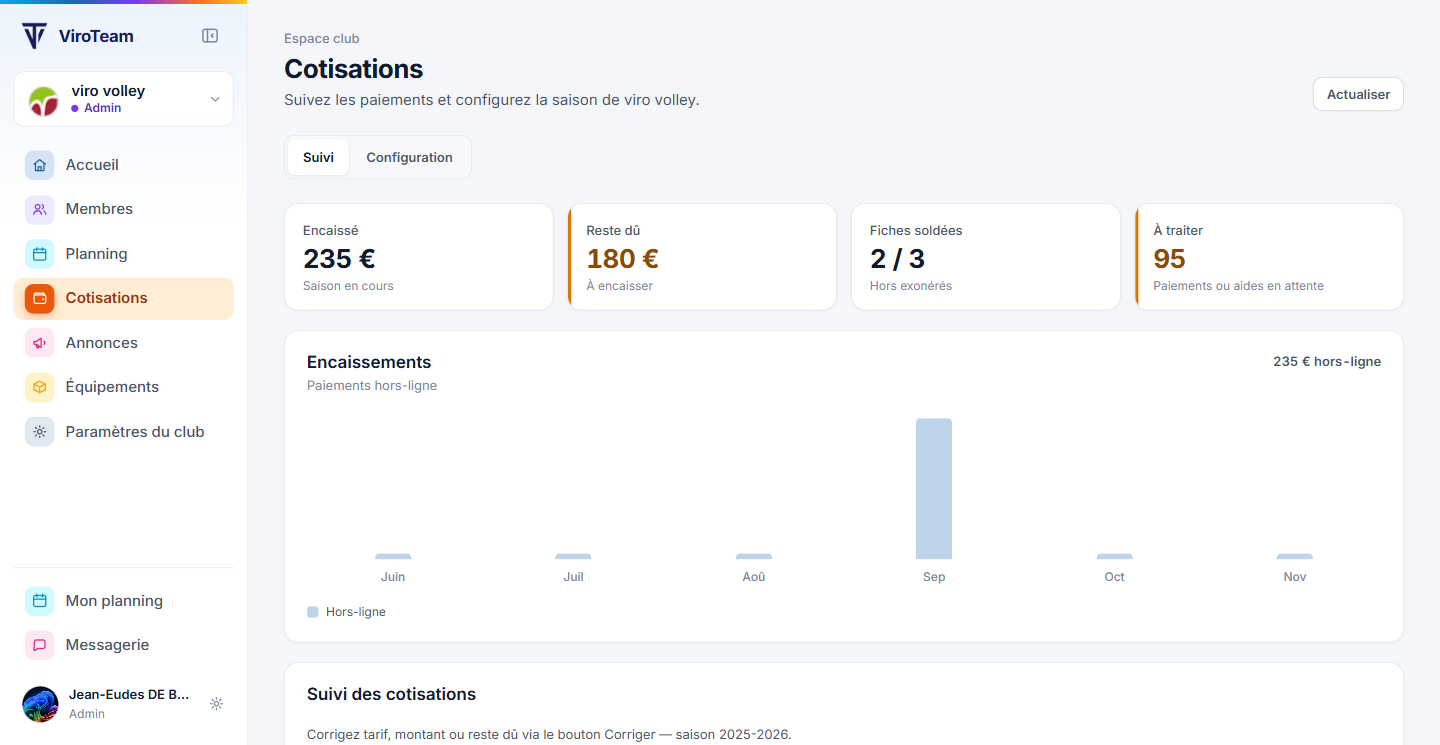 ViroTeam
viro volley
Admin
Accueil
Membres
Planning
Cotisations
Annonces
Équipements
Paramètres du club
Mon planning
Messagerie
Jean-Eudes DE B...
Admin
Espace club
Cotisations
Suivez les paiements et configurez la saison de viro volley.
Actualiser
Suivi
Configuration
Encaissé
235 €
Saison en cours
Reste dû
180 €
À encaisser
Fiches soldées
2 / 3
Hors exonérés
À traiter
95
Paiements ou aides en attente
Encaissements
235 € hors-ligne
Paiements hors-ligne
Juin
Juil
Aoû
Sep
Oct
Nov
Hors-ligne
Suivi des cotisations
Corrigez tarif, montant ou reste dû via le bouton Corriger — saison 2025-2026.